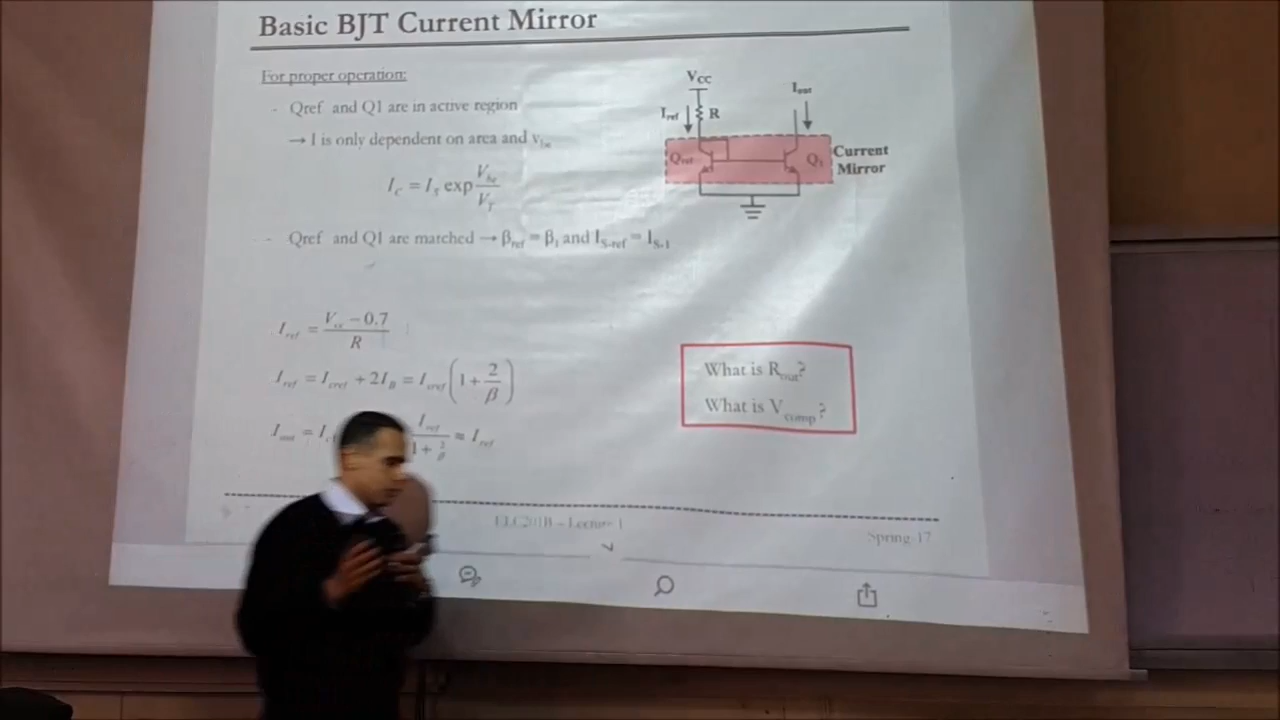 Basic BJT Current Mirror
For proper operation:
- Qref and Q1 are in active region
→ I is only dependent on area and v_be
I_C = I_S exp V_be / V_T
- Qref and Q1 are matched → β_ref = β_1 and I_S-ref = I_S-1
I_ref = V_cc − 0.7 / R
I_ref = I_cref + 2I_B = I_cref (1 + 2/β)
I_out = I_c
I_ref / 1 + 2/β ≈ I_ref
V_CC
I_out
I_ref
R
Q_ref
Q_1
Current
Mirror
What is R_out?
What is V_comp?
ELC201B – Lecture 1
Spring 17